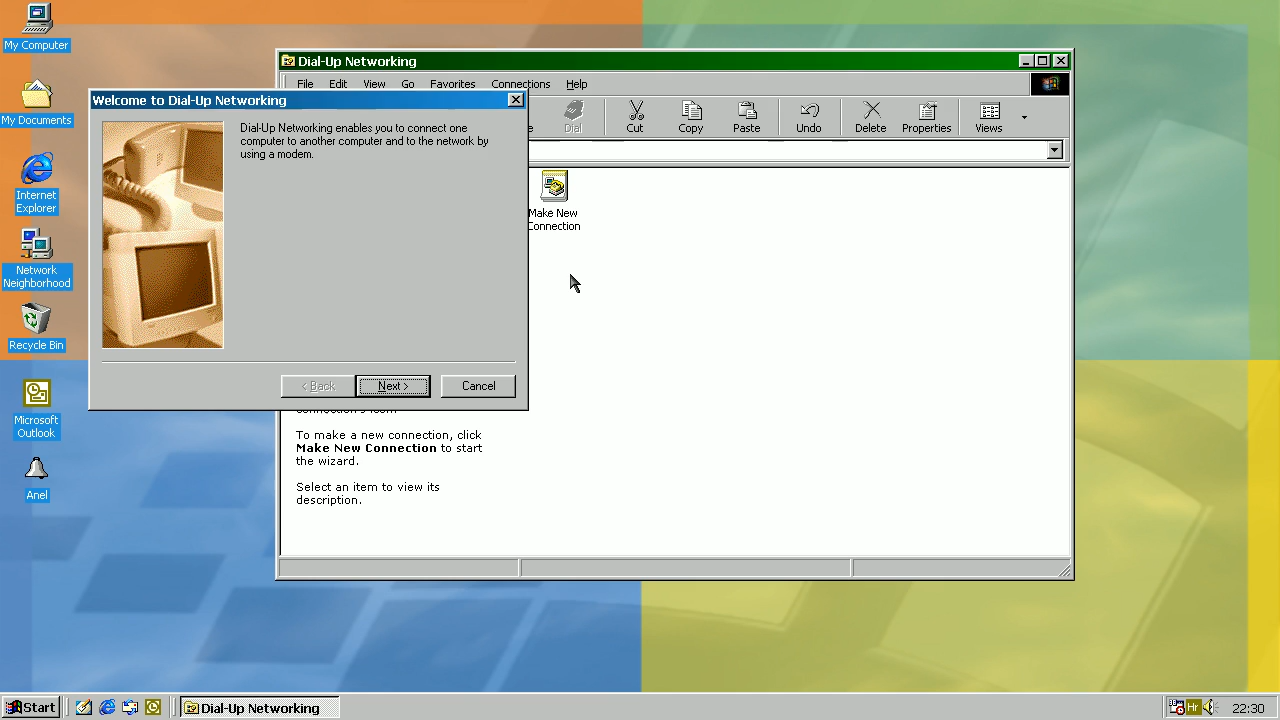 My Computer
My Documents
Internet
Explorer
Network
Neighborhood
Recycle Bin
Microsoft
Outlook
Anel
Dial-Up Networking
File Edit View Go Favorites Connections Help
Dial Cut Copy Paste Undo Delete Properties Views
Welcome to Dial-Up Networking
Dial-Up Networking enables you to connect one
computer to another computer and to the network by
using a modem.
< Back Next > Cancel
Make New
Connection
To make a new connection, click
Make New Connection to start
the wizard.
Select an item to view its
description.
Start
Dial-Up Networking
Hr
22:30